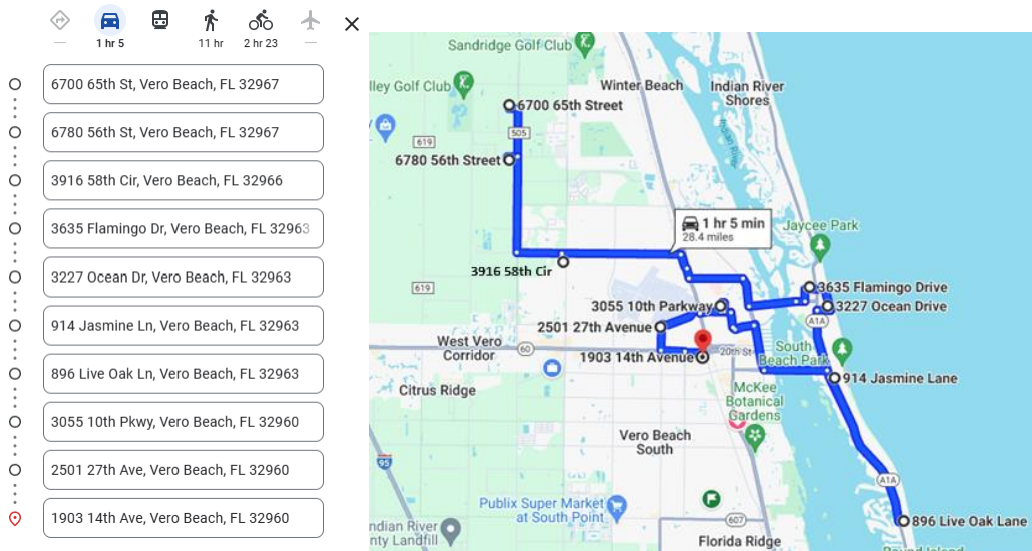 1 hr 5
11 hr
2 hr 23
6700 65th St, Vero Beach, FL 32967
6780 56th St, Vero Beach, FL 32967
3916 58th Cir, Vero Beach, FL 32966
3635 Flamingo Dr, Vero Beach, FL 32963
3227 Ocean Dr, Vero Beach, FL 32963
914 Jasmine Ln, Vero Beach, FL 32963
896 Live Oak Ln, Vero Beach, FL 32963
3055 10th Pkwy, Vero Beach, FL 32960
2501 27th Ave, Vero Beach, FL 32960
1903 14th Ave, Vero Beach, FL 32960
Sandridge Golf Club
lley Golf Club
Winter Beach
Indian River
Shores
6700 65th Street
505
Indian River
619
6780 56th Street
1 hr 5 min
28.4 miles
Jaycee Park
3916 58th Cir
619
3635 Flamingo Drive
3055 10th Parkway
3227 Ocean Drive
2501 27th Avenue
A1A
West Vero
Corridor
60
1903 14th Avenue
20th St
South
Beach Park
914 Jasmine Lane
Citrus Ridge
McKee
Botanical
Gardens
Vero Beach
South
95
A1A
Publix Super Market
at South Point
896 Live Oak Lane
607
ndian River
nty Landfill
Florida Ridge
Round Island